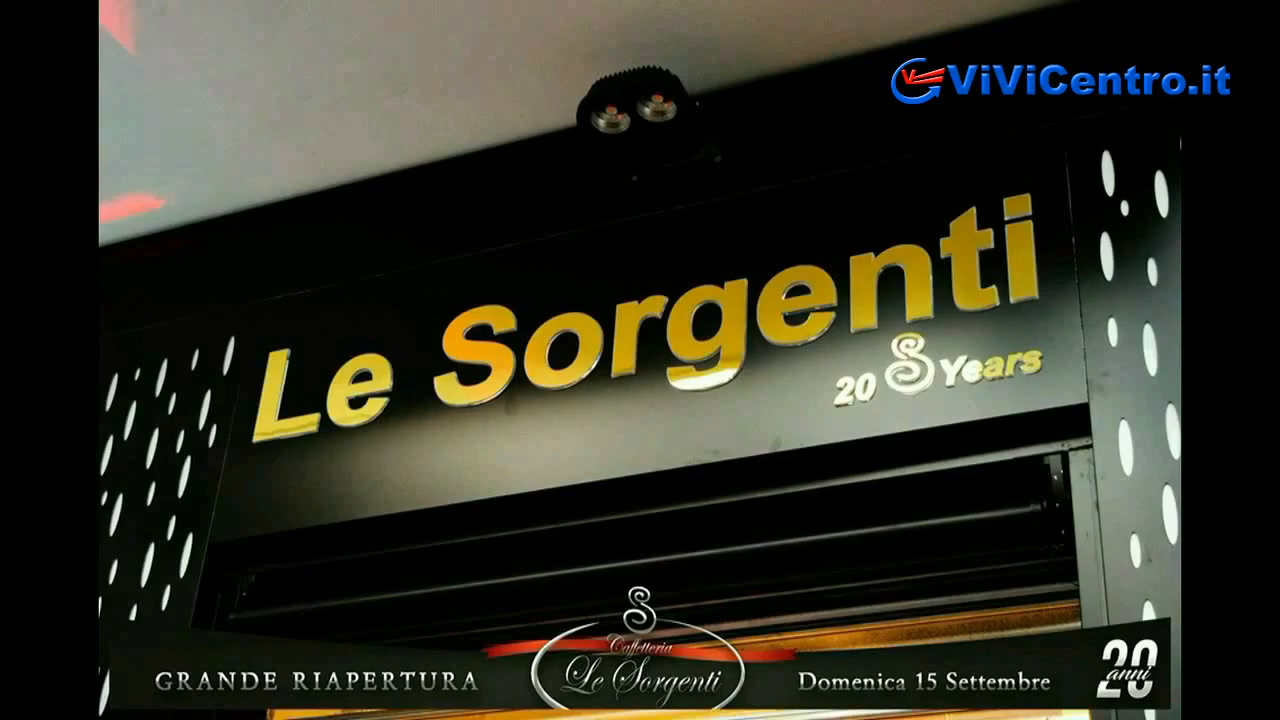 ViViCentro.it
Le Sorgenti
20 S Years
S
Caffetteria
Le Sorgenti
GRANDE RIAPERTURA
Domenica 15 Settembre
20
anni